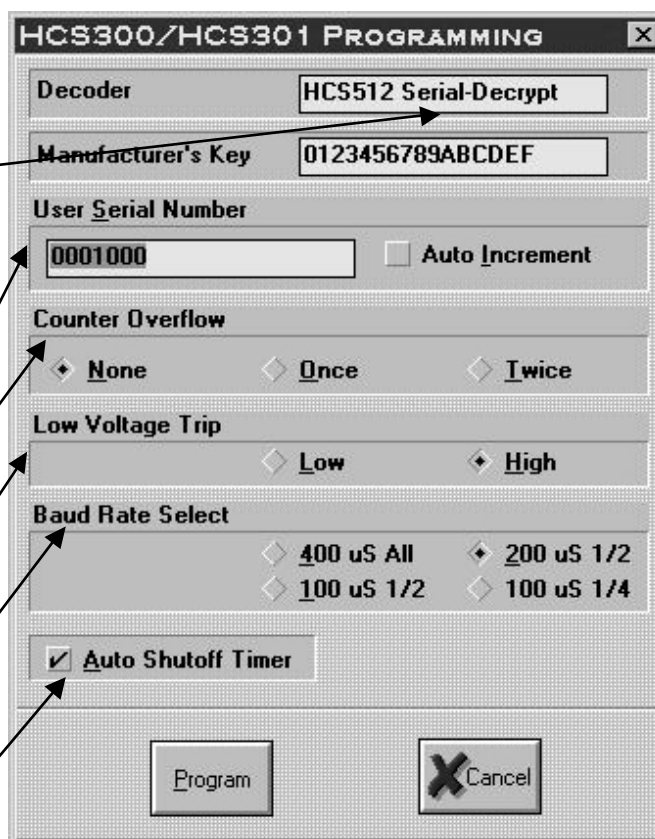 HCS300/HCS301 PROGRAMMING
Decoder HCS512 Serial-Decrypt
Manufacturer's Key 0123456789ABCDEF
User Serial Number
0001000 Auto Increment
Counter Overflow
None Once Twice
Low Voltage Trip
Low High
Baud Rate Select
400 uS All 200 uS 1/2
100 uS 1/2 100 uS 1/4
Auto Shutoff Timer
Program Cancel